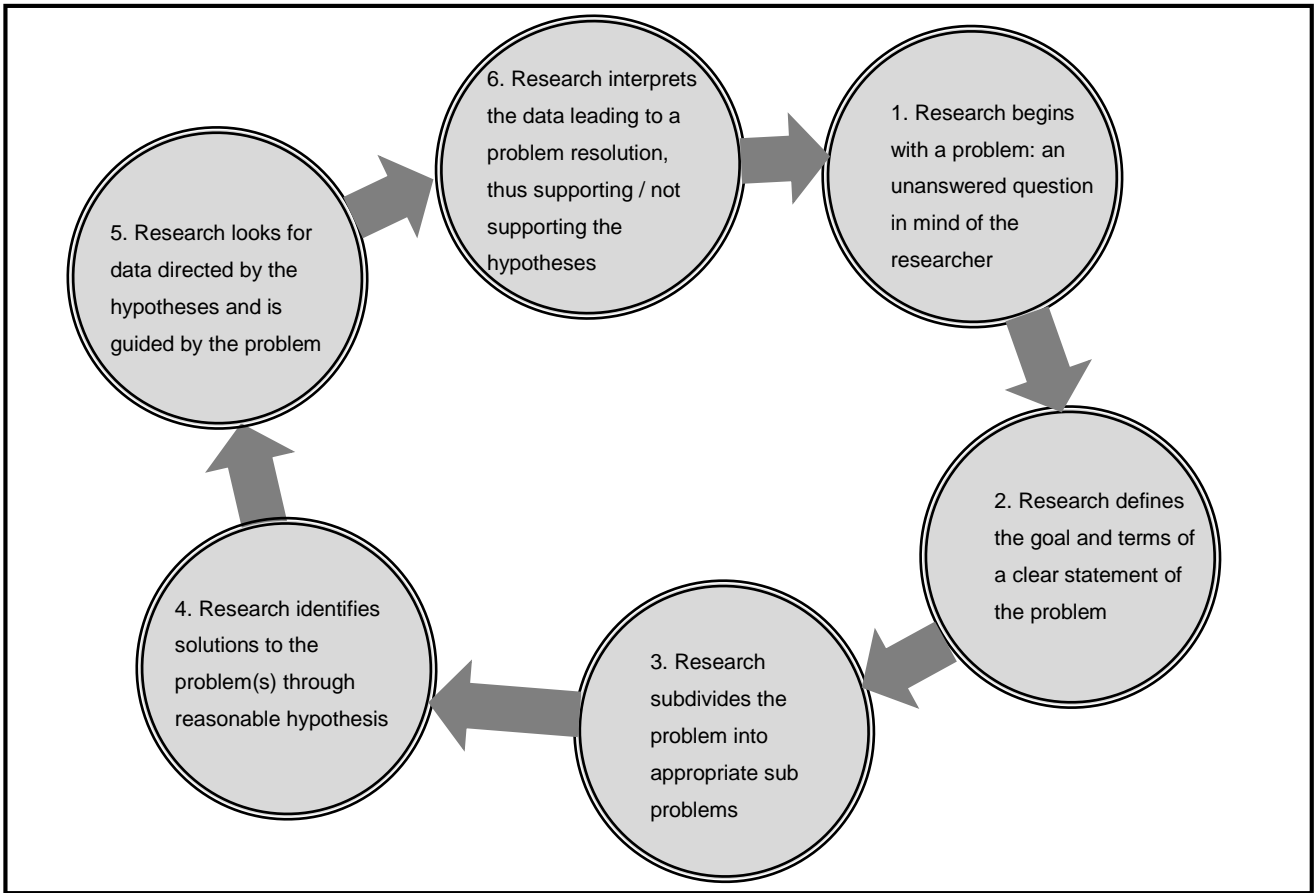 1. Research begins
with a problem: an
unanswered question
in mind of the
researcher
2. Research defines
the goal and terms of
a clear statement of
the problem
3. Research
subdivides the
problem into
appropriate sub
problems
4. Research identifies
solutions to the
problem(s) through
reasonable hypothesis
5. Research looks for
data directed by the
hypotheses and is
guided by the problem
6. Research interprets
the data leading to a
problem resolution,
thus supporting / not
supporting the
hypotheses